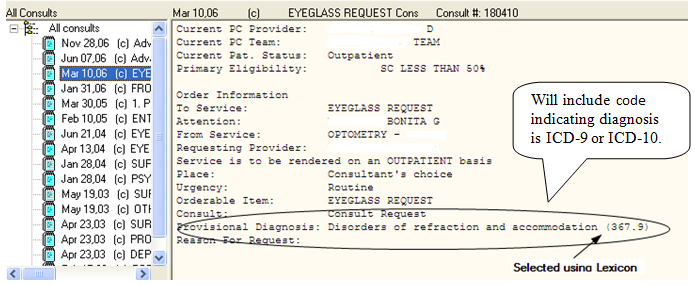 All Consults
Mar 10,06 (c) EYEGLASS REQUEST Cons Consult #: 180410
All consults
Nov 28,06 (c) Adv
Jun 07,06 (c) Adv
Mar 10,06 (c) EYE
Jan 31,06 (c) FRO
Mar 30,05 (c) 1. P
Feb 10,05 (c) ENT
Jun 21,04 (c) EYE
Apr 13,04 (c) EYE
Jan 28,04 (c) SUF
Jan 28,04 (c) PSY
May 19,03 (c) SUF
May 19,03 (c) OTH
Apr 23,03 (c) SUR
Apr 23,03 (c) PRO
Apr 23,03 (c) DEP
Current PC Provider: D
Current PC Team: TEAM
Current Pat. Status: Outpatient
Primary Eligibility: SC LESS THAN 50%
Order Information
To Service: EYEGLASS REQUEST
Attention: BONITA G
From Service: OPTOMETRY -
Requesting Provider:
Service is to be rendered on an OUTPATIENT basis
Place: Consultant's choice
Urgency: Routine
Orderable Item: EYEGLASS REQUEST
Consult: Consult Request
Provisional Diagnosis: Disorders of refraction and accommodation (367.9)
Reason For Request:
Will include code
indicating diagnosis
is ICD-9 or ICD-10.
Selected using Lexicon